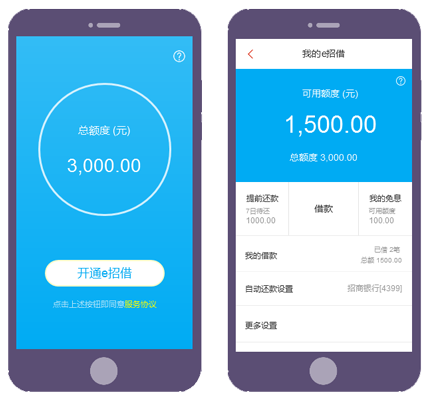 ?
总额度 (元)
3,000.00
开通e招借
点击上述按钮即同意服务协议
我的e招借
?
可用额度 (元)
1,500.00
总额度 3,000.00
提前还款
7日待还
1000.00
借款
我的免息
可用额度
100.00
我的借款
已借 2笔
总额 1500.00
自动还款设置
招商银行[4399]
更多设置